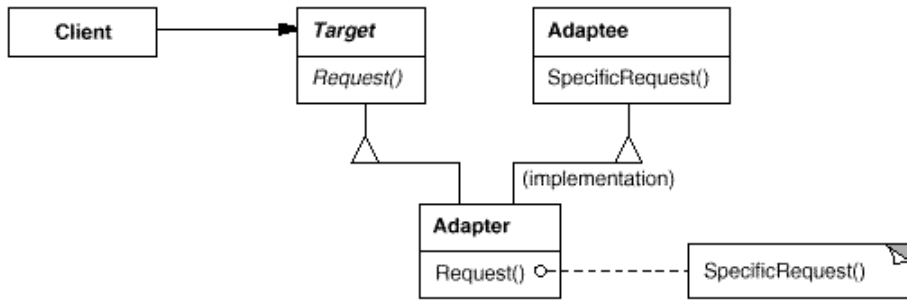 Client
Target
Adaptee
Request()
SpecificRequest()
(implementation)
Adapter
Request()
SpecificRequest()